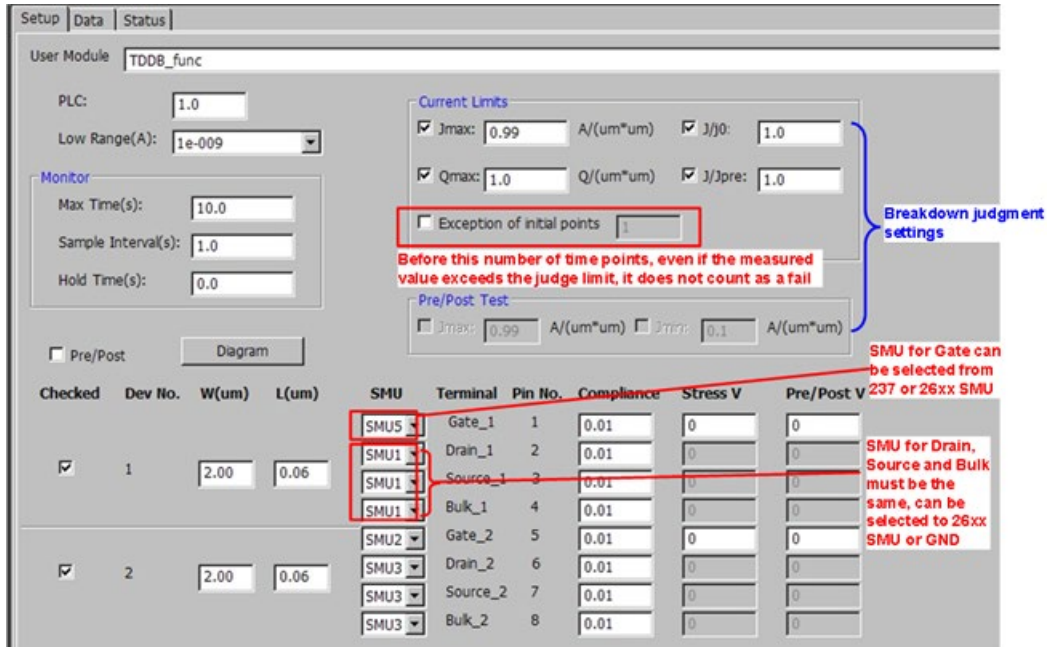 Setup Data Status
User Module TDDB_func
PLC: 1.0
Low Range(A): 1e-009
Monitor
Max Time(s): 10.0
Sample Interval(s): 1.0
Hold Time(s): 0.0
Current Limits
Jmax: 0.99 A/(um*um) J/j0: 1.0
Qmax: 1.0 Q/(um*um) J/Jpre: 1.0
Exception of initial points 1
Before this number of time points, even if the measured
value exceeds the judge limit, it does not count as a fail
Breakdown judgment
settings
Pre/Post Test
Jmax: 0.99 A/(um*um) Jmin: 0.1 A/(um*um)
Pre/Post Diagram
SMU for Gate can
be selected from
237 or 26xx SMU
Checked Dev No. W(um) L(um) SMU Terminal Pin No. Compliance Stress V Pre/Post V
SMU5 Gate_1 1 0.01 0 0
SMU1 Drain_1 2 0.01 0 0
1 2.00 0.06
SMU1 Source_1 3 0.01 0 0
SMU1 Bulk_1 4 0.01 0 0
SMU for Drain,
Source and Bulk
must be the
same, can be
selected to 26xx
SMU or GND
SMU2 Gate_2 5 0.01 0 0
SMU3 Drain_2 6 0.01 0 0
2 2.00 0.06
SMU3 Source_2 7 0.01 0 0
SMU3 Bulk_2 8 0.01 0 0